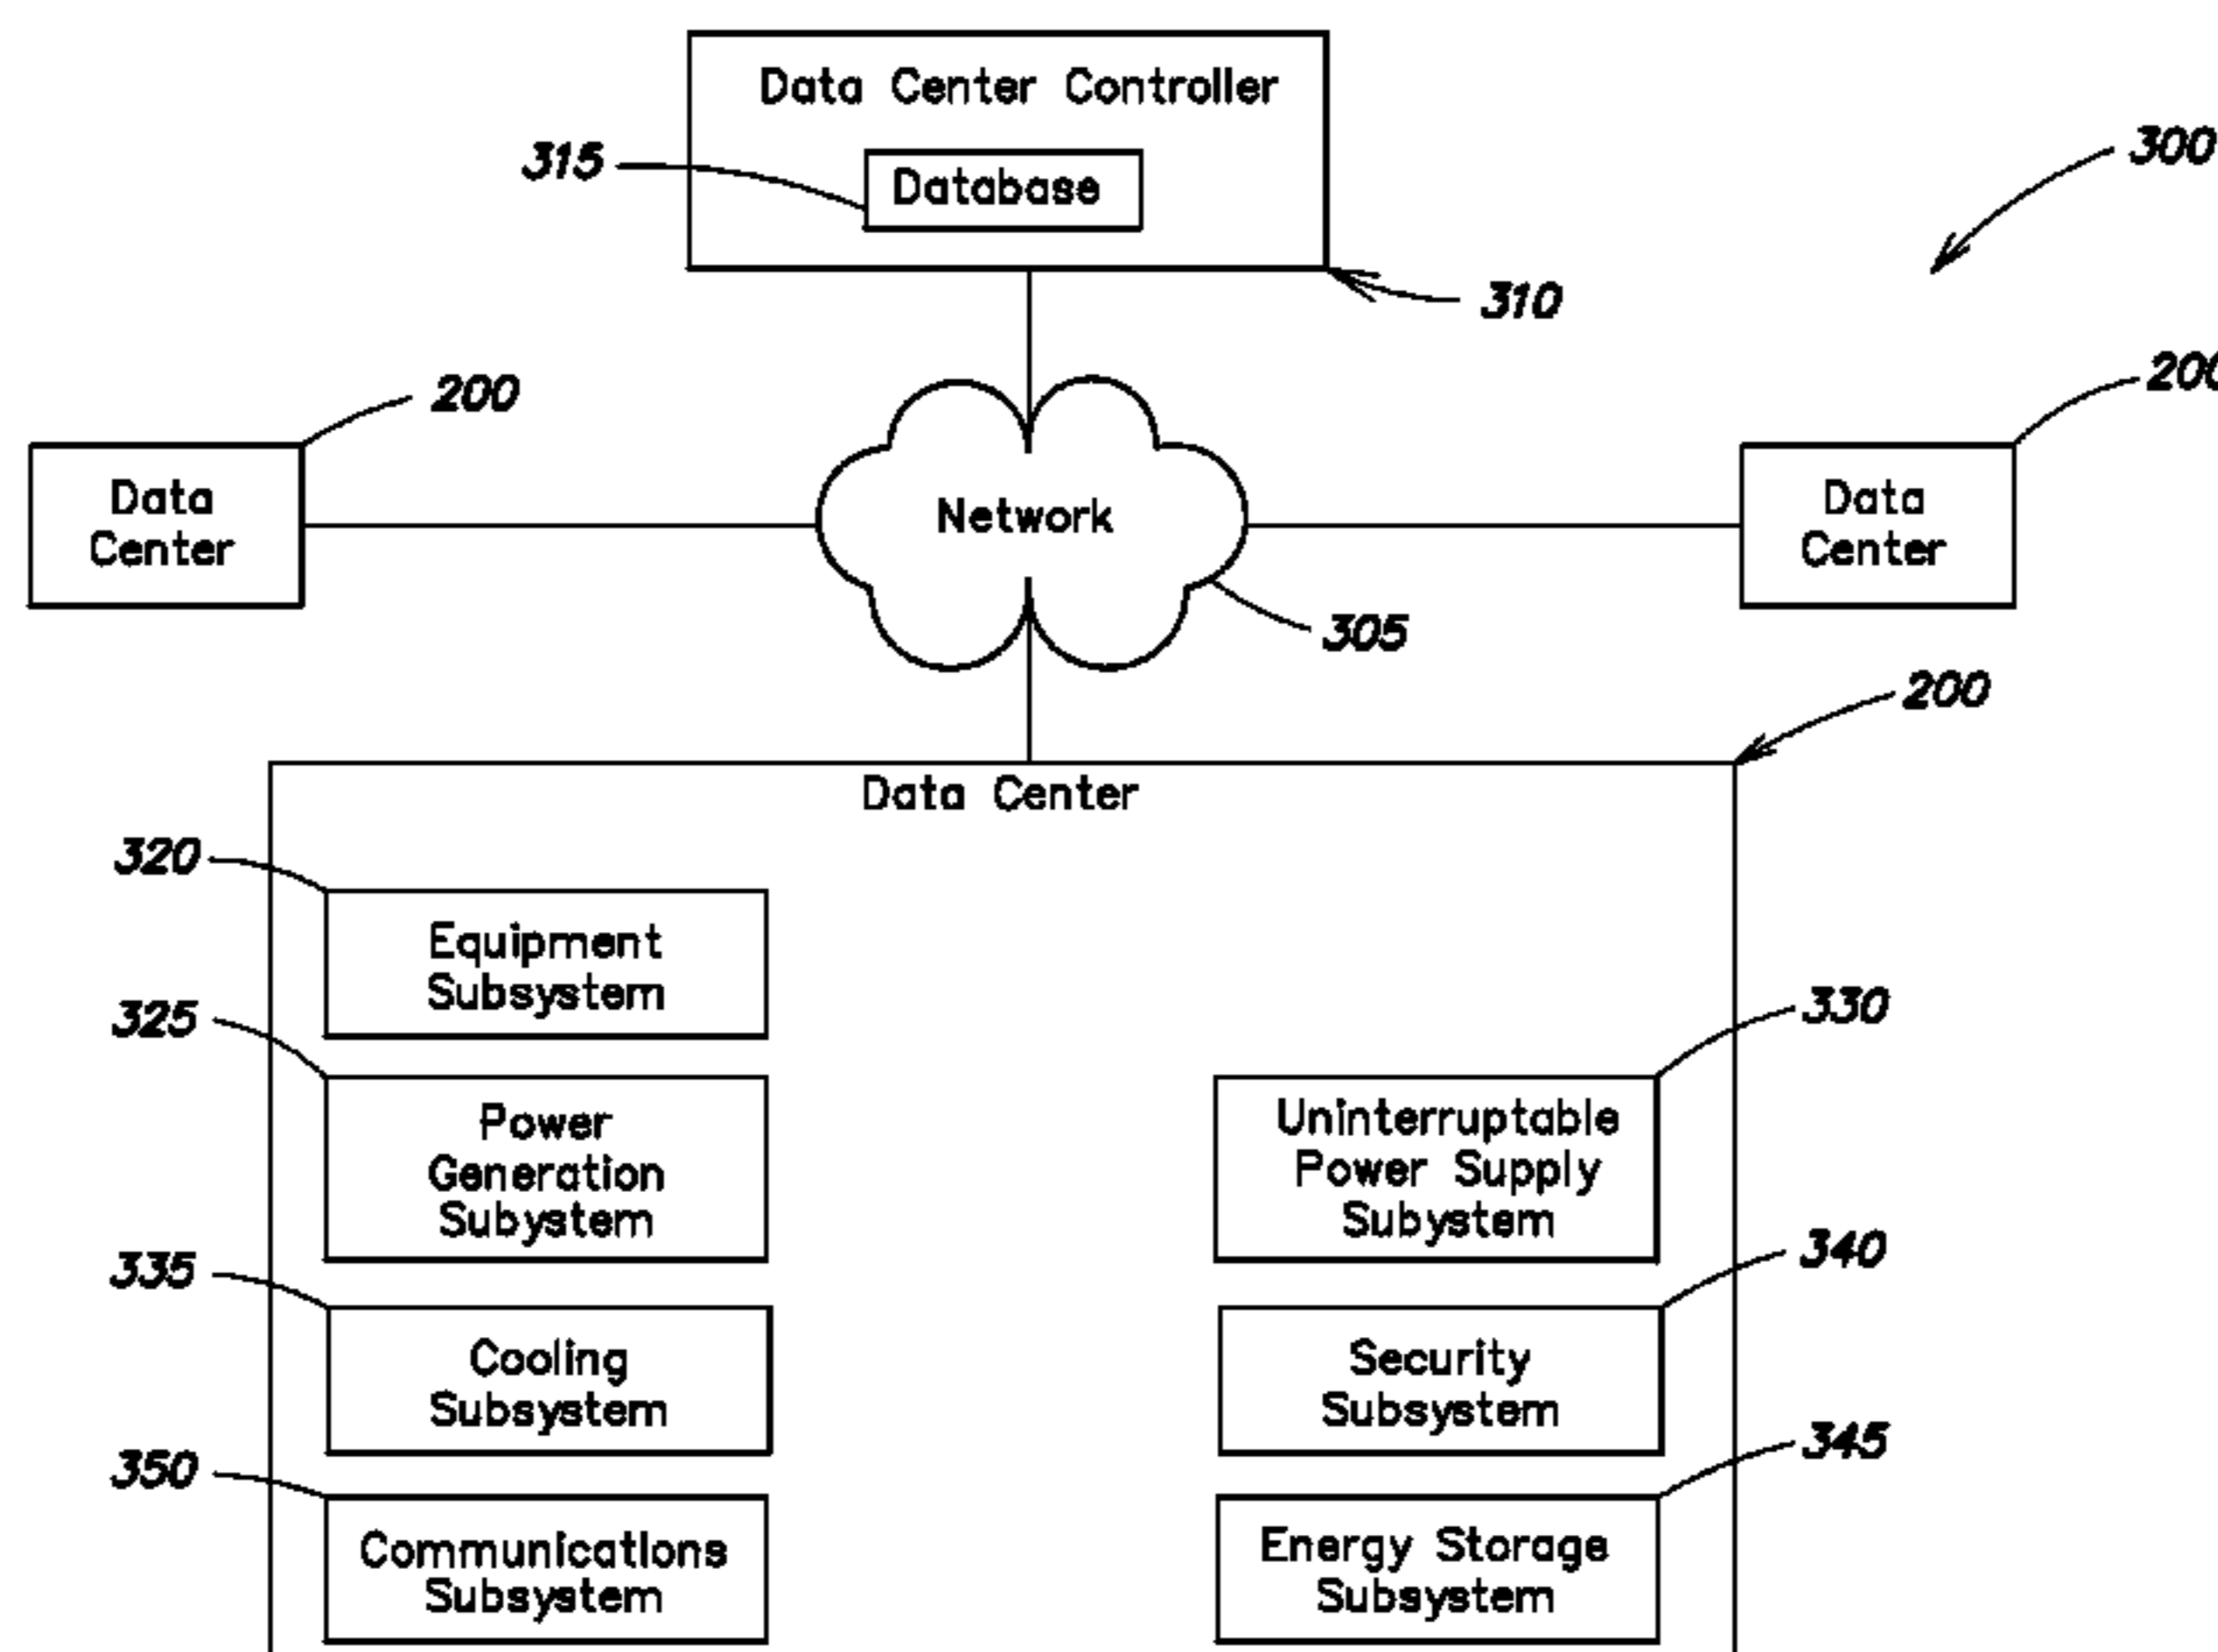 Data Center Controller
315
Database
300
310
200
200
Data
Center
Network
Data
Center
305
200
Data Center
320
Equipment
Subsystem
325
330
Power
Generation
Subystem
Uninterruptable
Power Supply
Subystem
335
340
Cooling
Subsystem
Security
Subsystem
350
345
Communications
Subsystem
Energy Storage
Subsystem